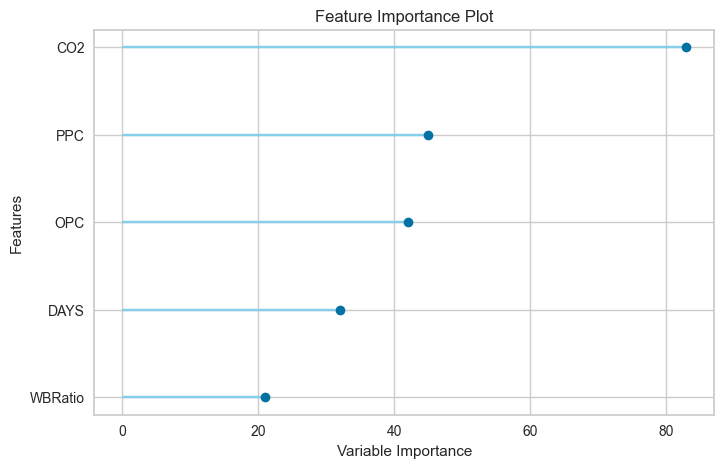 Feature Importance Plot
CO2
PPC
OPC
DAYS
WBRatio
Features
0 20 40 60 80
Variable Importance